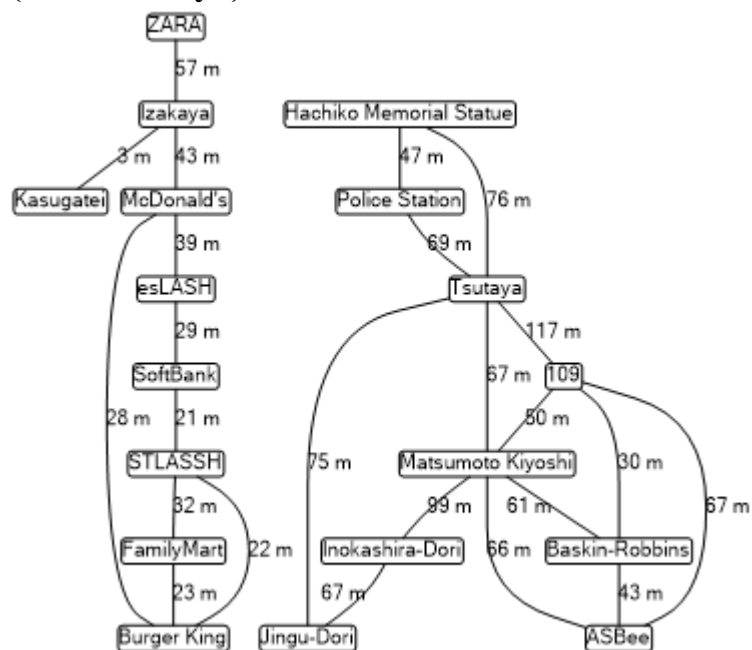 ZARA
57 m
Izakaya
Hachiko Memorial Statue
3 m
43 m
47 m
Kasugatei
McDonald's
Police Station
76 m
39 m
69 m
esLASH
Tsutaya
29 m
117 m
SoftBank
67 m
109
28 m
21 m
50 m
STLASSH
75 m
Matsumoto Kiyoshi
30 m
32 m
99 m
61 m
67 m
FamilyMart
22 m
Inokashira-Dori
66 m
Baskin-Robbins
23 m
67 m
43 m
Burger King
Jingu-Dori
ASBee